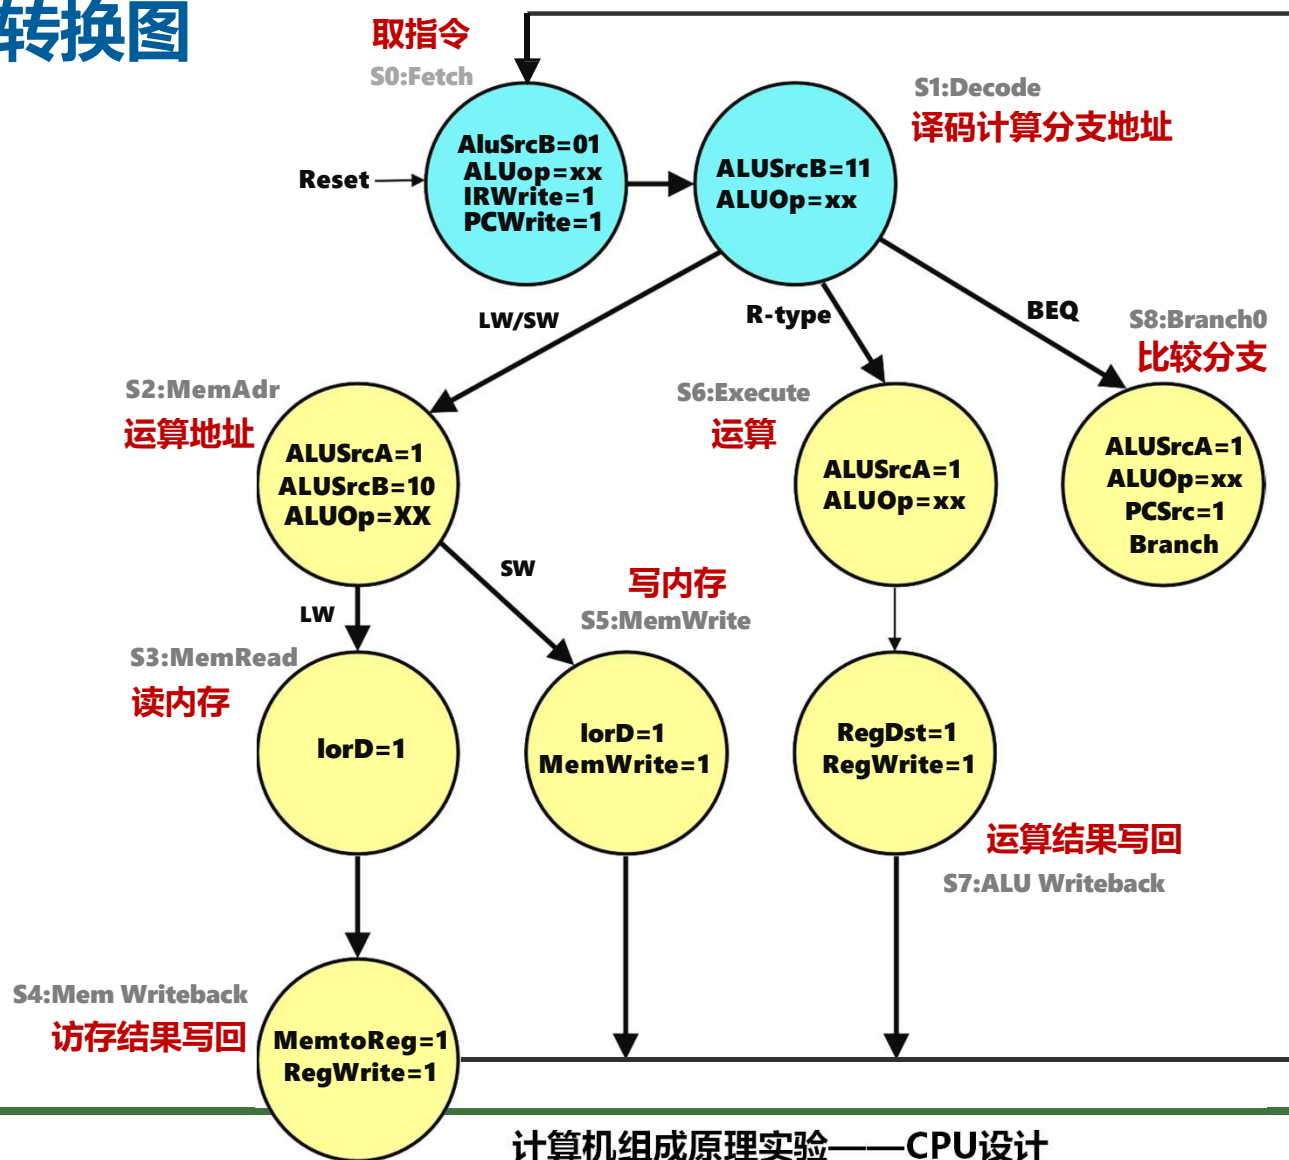 转换图
取指令
S0:Fetch
Reset
AluSrcB=01
ALUop=xx
IRWrite=1
PCWrite=1
S1:Decode
译码计算分支地址
ALUSrcB=11
ALUOp=xx
LW/SW
R-type
BEQ
S2:MemAdr
运算地址
ALUSrcA=1
ALUSrcB=10
ALUOp=XX
S6:Execute
运算
ALUSrcA=1
ALUOp=xx
S8:Branch0
比较分支
ALUSrcA=1
ALUOp=xx
PCSrc=1
Branch
LW
SW
S3:MemRead
读内存
IorD=1
写内存
S5:MemWrite
IorD=1
MemWrite=1
RegDst=1
RegWrite=1
运算结果写回
S7:ALU Writeback
S4:Mem Writeback
访存结果写回
MemtoReg=1
RegWrite=1
计算机组成原理实验——CPU设计